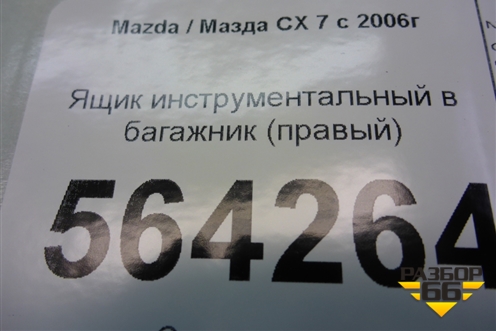 Mazda / Мазда CX 7 с 2006г
Ящик инструментальный в
багажник (правый)
564264
РАЗБОР
66